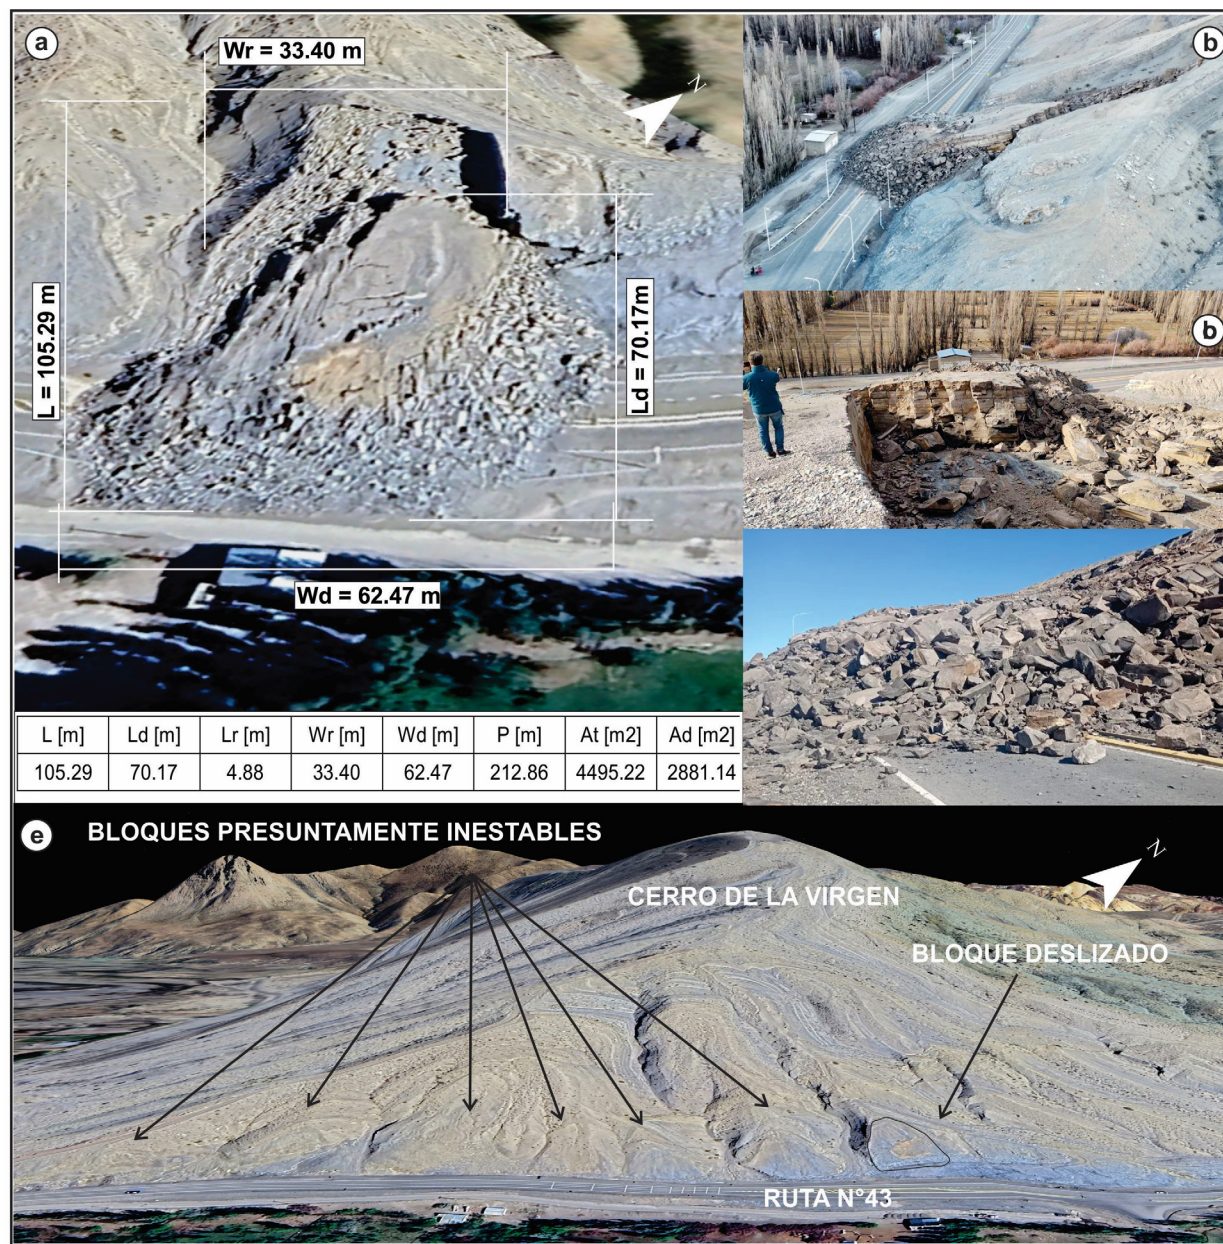 a
Wr = 33.40 m
N
L = 105.29 m
Ld = 70.17m
Wd = 62.47 m
b
b
L [m] Ld [m] Lr [m] Wr [m] Wd [m] P [m] At [m2] Ad [m2]
105.29 70.17 4.88 33.40 62.47 212.86 4495.22 2881.14
e
BLOQUES PRESUNTAMENTE INESTABLES
N
CERRO DE LA VIRGEN
BLOQUE DESLIZADO
RUTA N°43